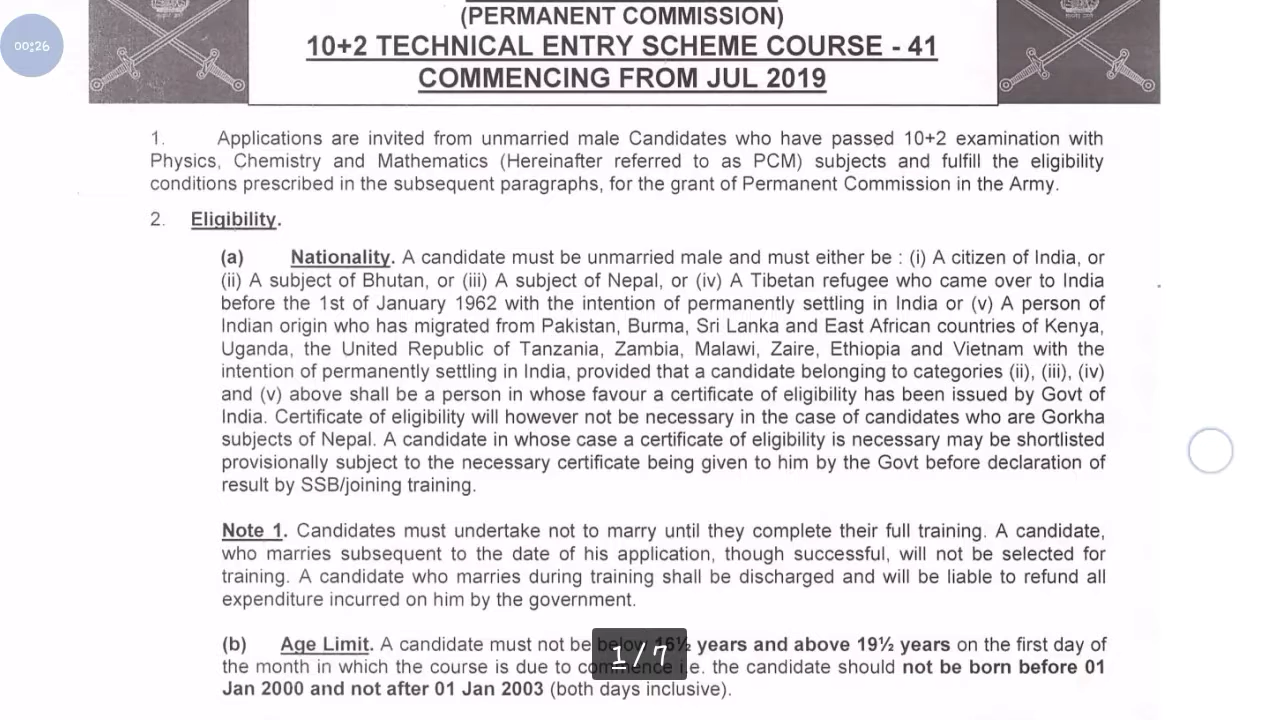 (PERMANENT COMMISSION)
10+2 TECHNICAL ENTRY SCHEME COURSE - 41
COMMENCING FROM JUL 2019
00:26
1. Applications are invited from unmarried male Candidates who have passed 10+2 examination with
Physics, Chemistry and Mathematics (Hereinafter referred to as PCM) subjects and fulfill the eligibility
conditions prescribed in the subsequent paragraphs, for the grant of Permanent Commission in the Army.
2. Eligibility.
(a) Nationality. A candidate must be unmarried male and must either be : (i) A citizen of India, or
(ii) A subject of Bhutan, or (iii) A subject of Nepal, or (iv) A Tibetan refugee who came over to India
before the 1st of January 1962 with the intention of permanently settling in India or (v) A person of
Indian origin who has migrated from Pakistan, Burma, Sri Lanka and East African countries of Kenya,
Uganda, the United Republic of Tanzania, Zambia, Malawi, Zaire, Ethiopia and Vietnam with the
intention of permanently settling in India, provided that a candidate belonging to categories (ii), (iii), (iv)
and (v) above shall be a person in whose favour a certificate of eligibility has been issued by Govt of
India. Certificate of eligibility will however not be necessary in the case of candidates who are Gorkha
subjects of Nepal. A candidate in whose case a certificate of eligibility is necessary may be shortlisted
provisionally subject to the necessary certificate being given to him by the Govt before declaration of
result by SSB/joining training.
Note 1. Candidates must undertake not to marry until they complete their full training. A candidate,
who marries subsequent to the date of his application, though successful, will not be selected for
training. A candidate who marries during training shall be discharged and will be liable to refund all
expenditure incurred on him by the government.
(b) Age Limit. A candidate must not be below 16½ years and above 19½ years on the first day of
the month in which the course is due to commence i.e. the candidate should not be born before 01
Jan 2000 and not after 01 Jan 2003 (both days inclusive).
1 / 7